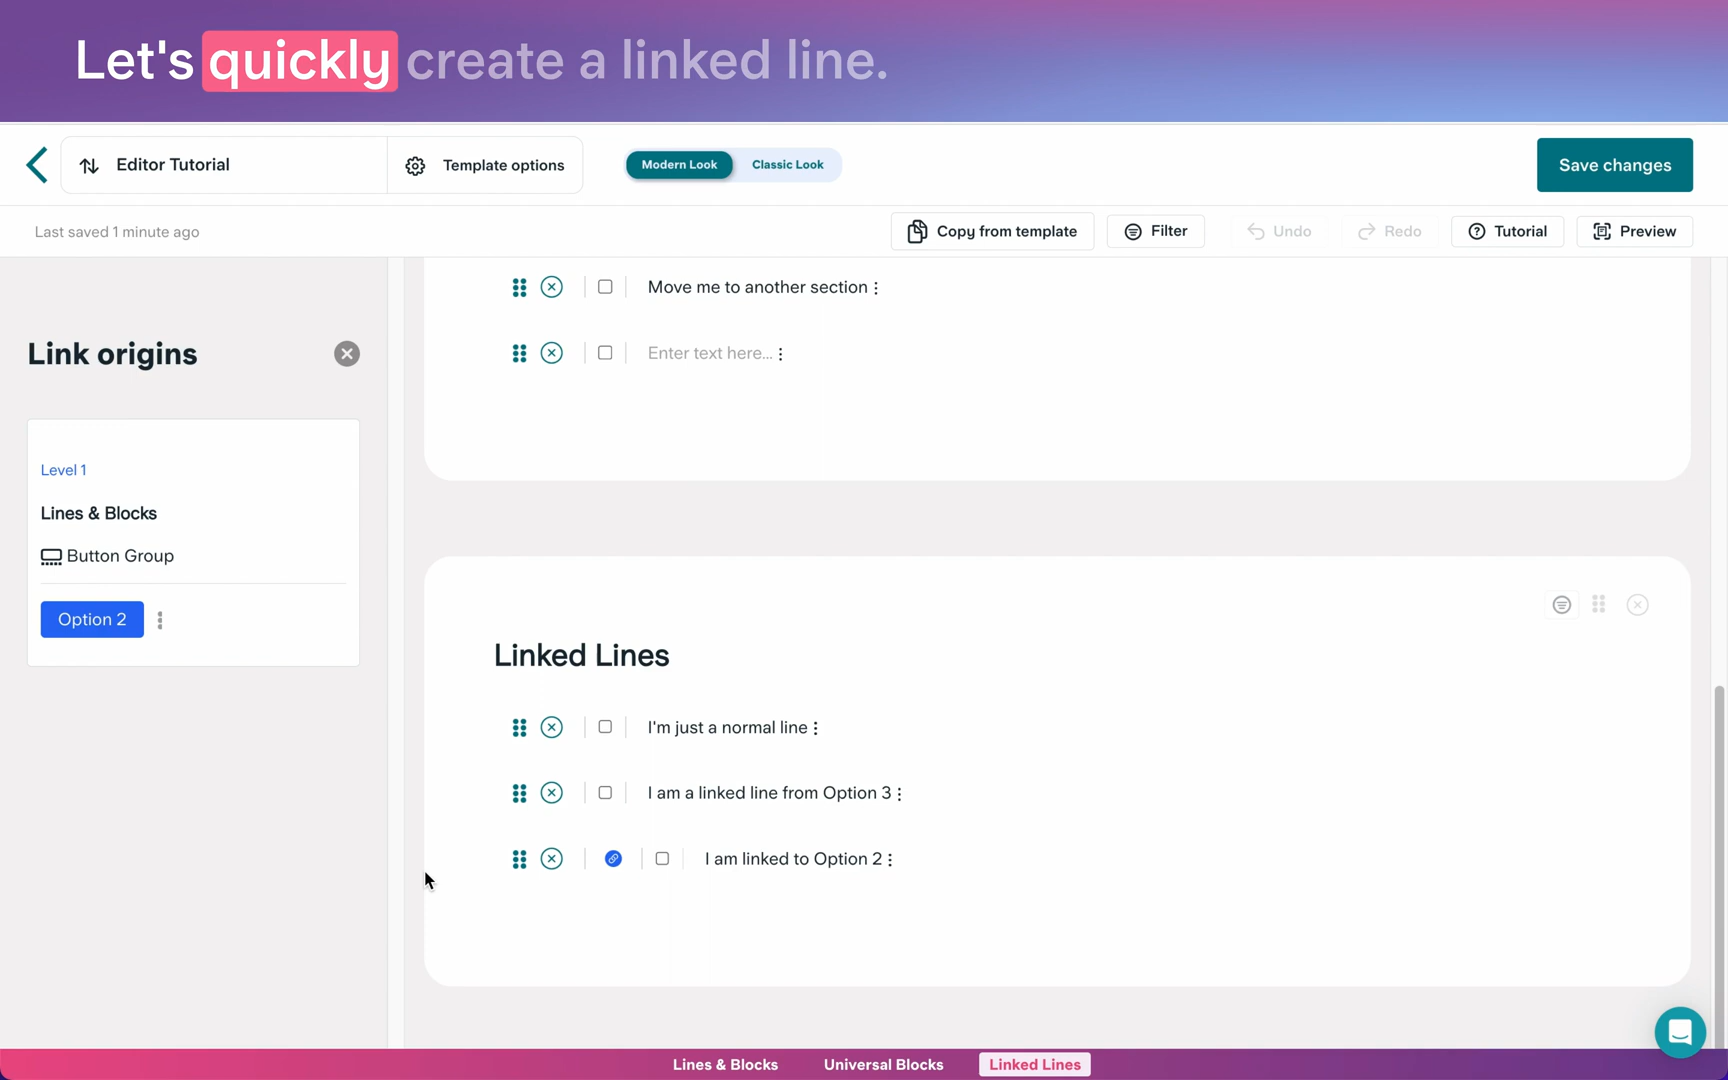 Let's quickly create a linked line.
Editor Tutorial
Template options
Modern Look
Classic Look
Save changes
Last saved 1 minute ago
Copy from template
Filter
Undo
Redo
Tutorial
Preview
Move me to another section
Enter text here...
Link origins
Level 1
Lines & Blocks
Button Group
Option 2
Linked Lines
I'm just a normal line
I am a linked line from Option 3
I am linked to Option 2
Lines & Blocks
Universal Blocks
Linked Lines